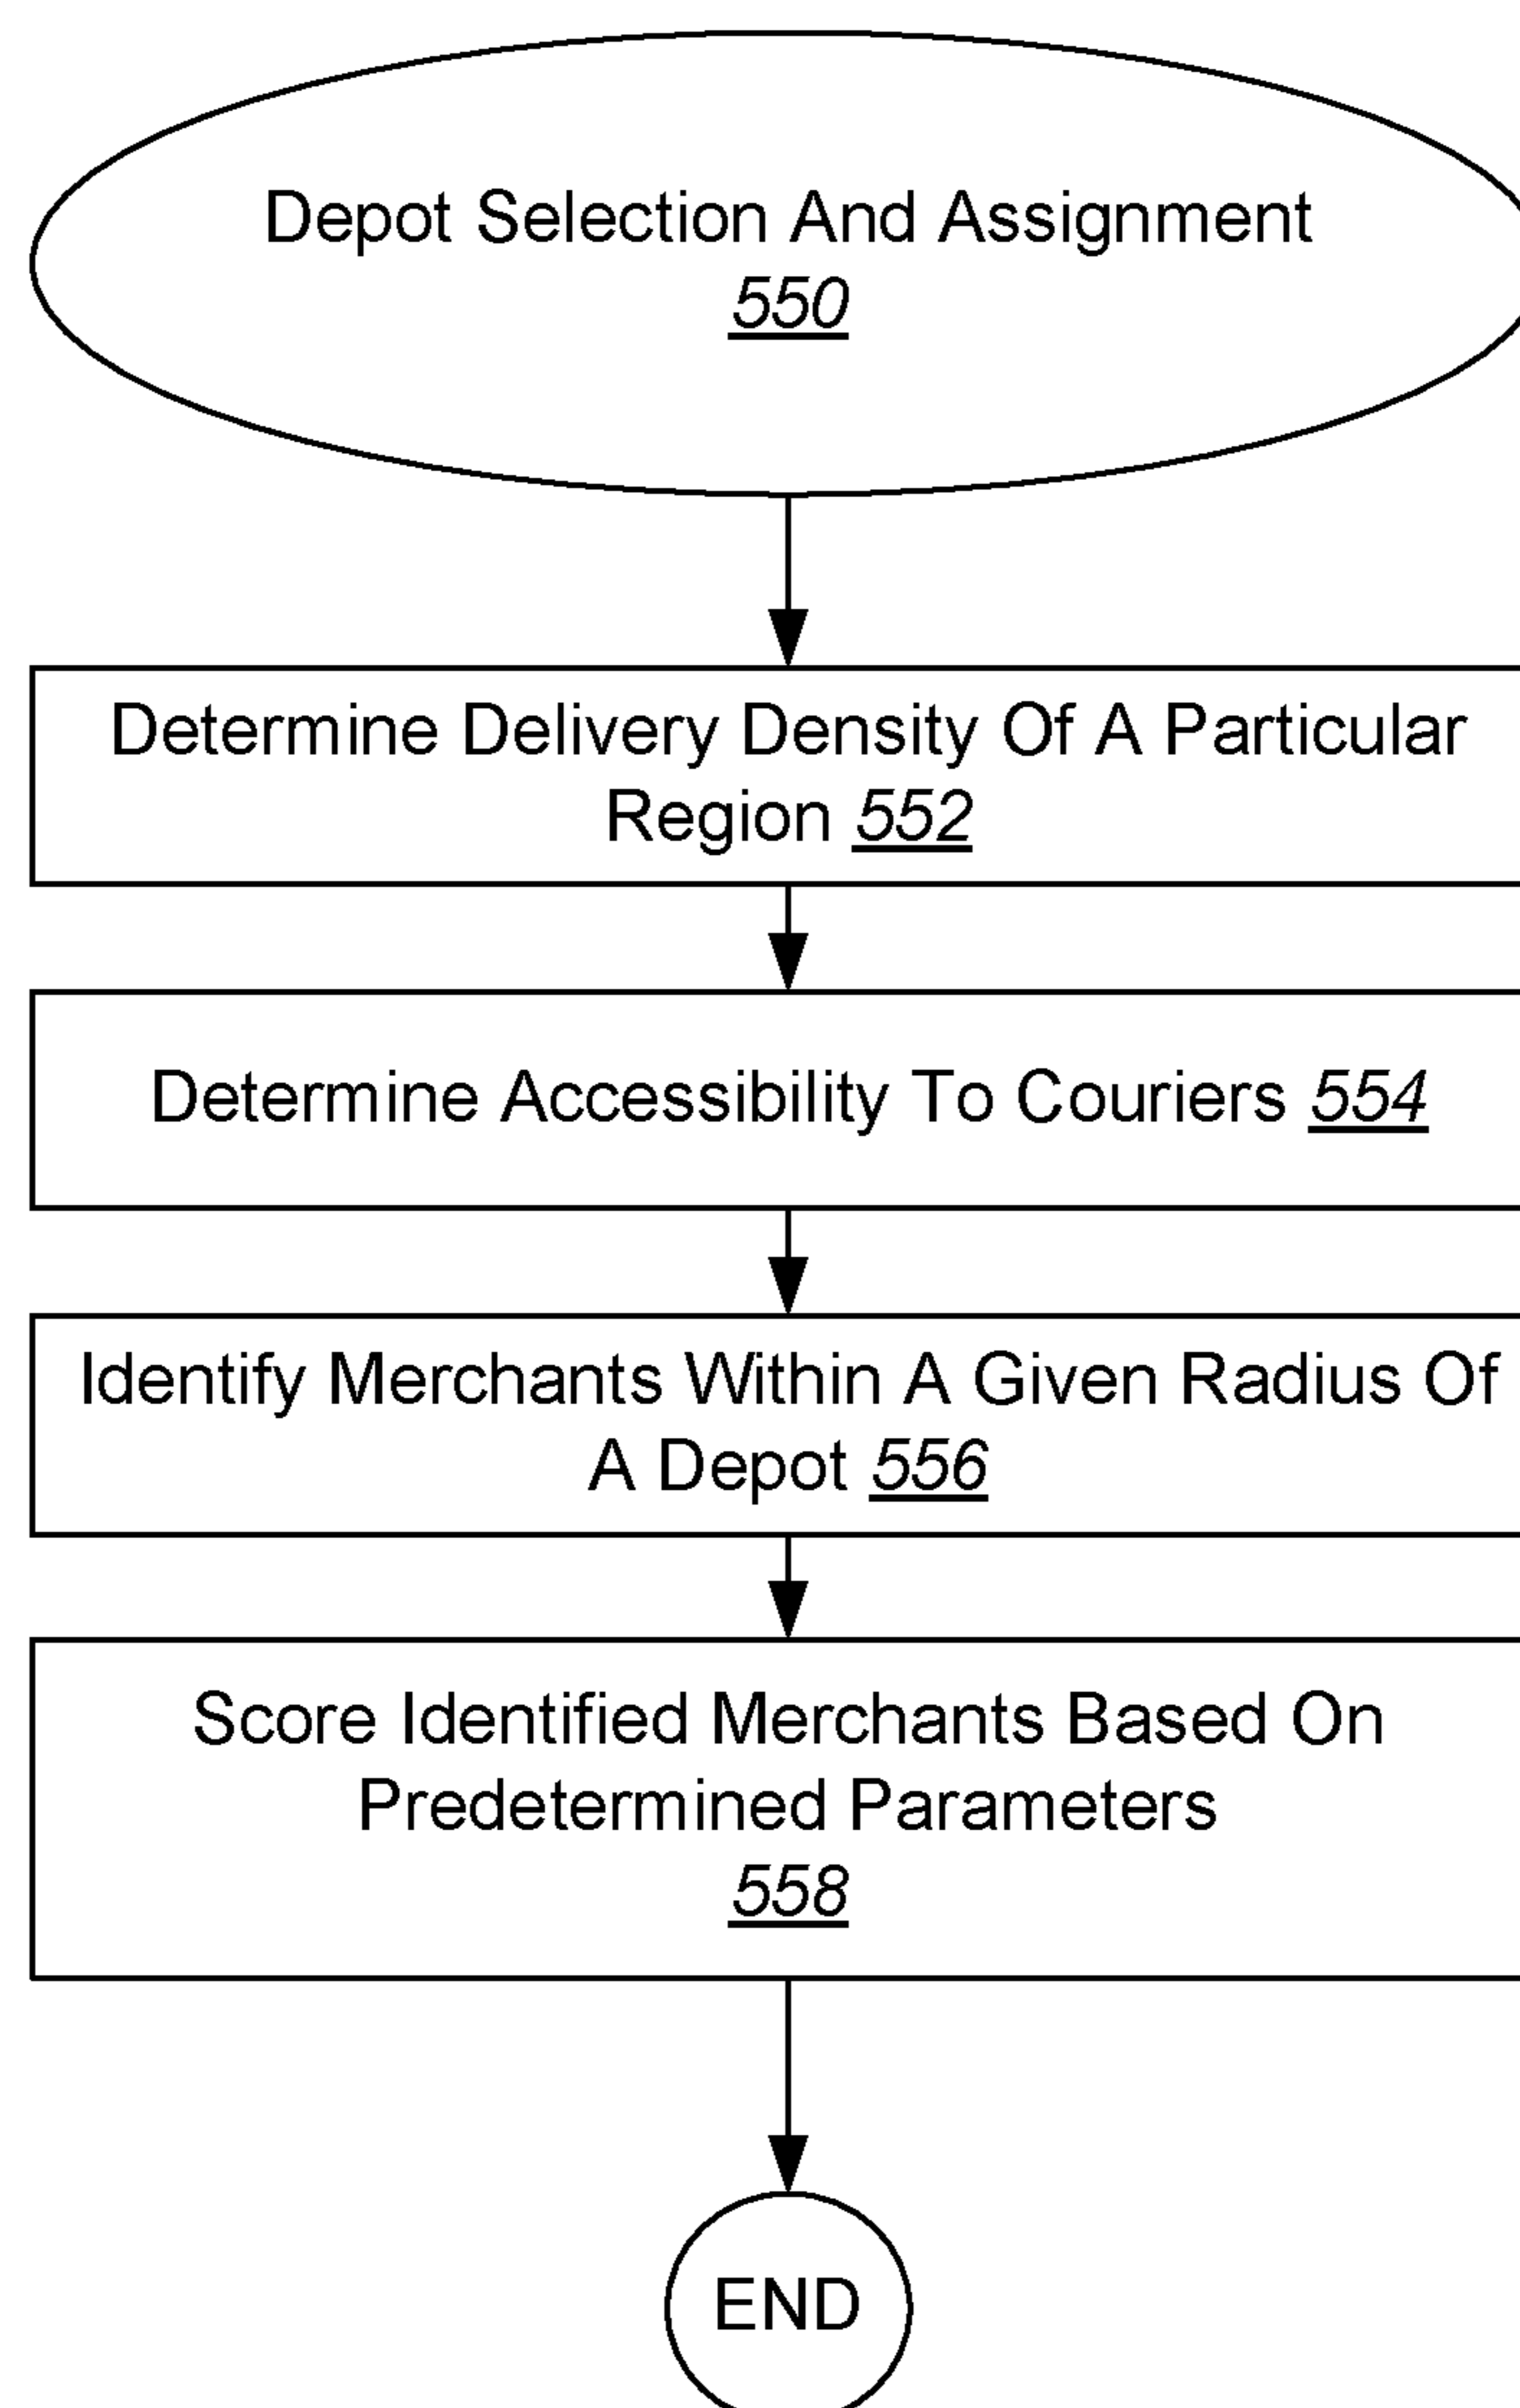 Depot Selection And Assignment
550
Determine Delivery Density Of A Particular
Region 552
Determine Accessibility To Couriers 554
Identify Merchants Within A Given Radius Of
A Depot 556
Score Identified Merchants Based On
Predetermined Parameters
558
END